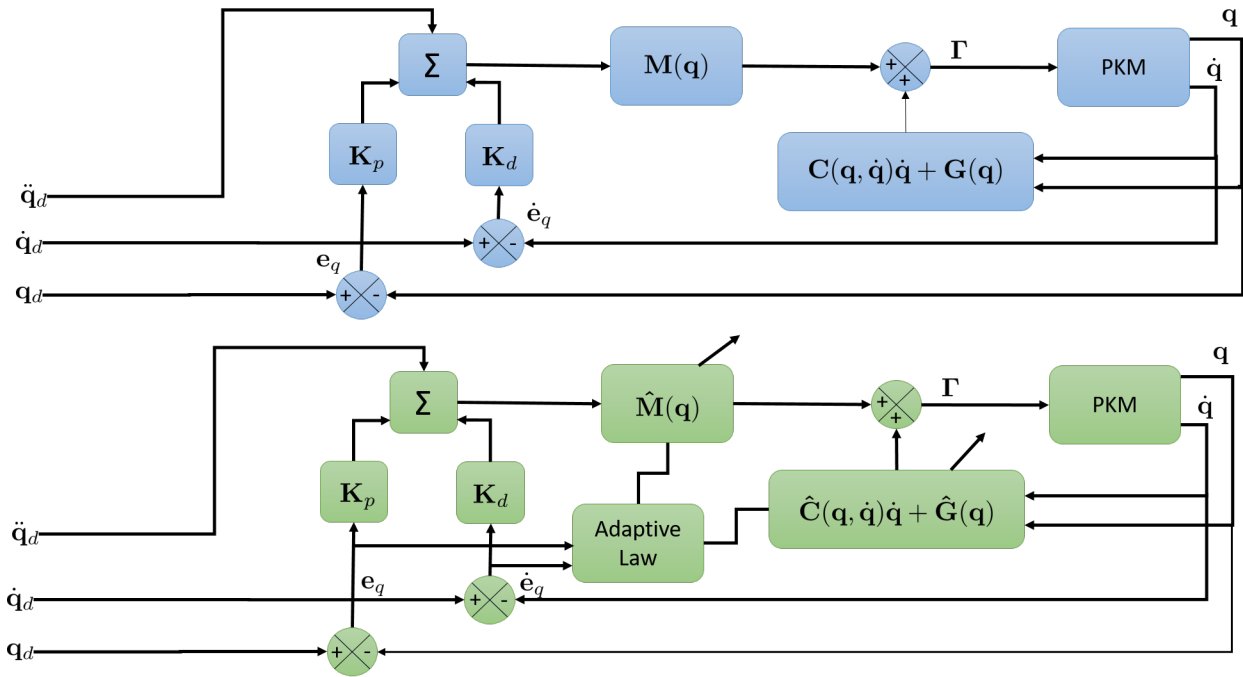 q
Σ
M(q)
+
+
Γ
PKM
q̇
K_p
K_d
C(q, q̇)q̇ + G(q)
q̈_d
ė_q
q̇_d
+ -
e_q
q_d
+ -
q
Σ
M̂(q)
+
+
Γ
PKM
q̇
K_p
K_d
Ĉ(q, q̇)q̇ + Ĝ(q)
q̈_d
Adaptive
Law
e_q
ė_q
q̇_d
+ -
q_d
+ -